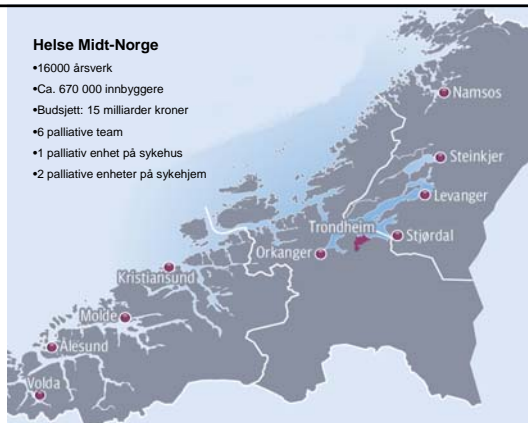 Helse Midt-Norge
•16000 årsverk
•Ca. 670 000 innbyggere
•Budsjett: 15 milliarder kroner
•6 palliative team
•1 palliativ enhet på sykehus
•2 palliative enheter på sykehjem
Namsos
Steinkjer
Levanger
Trondheim
Stjørdal
Orkanger
Kristiansund
Molde
Ålesund
Volda